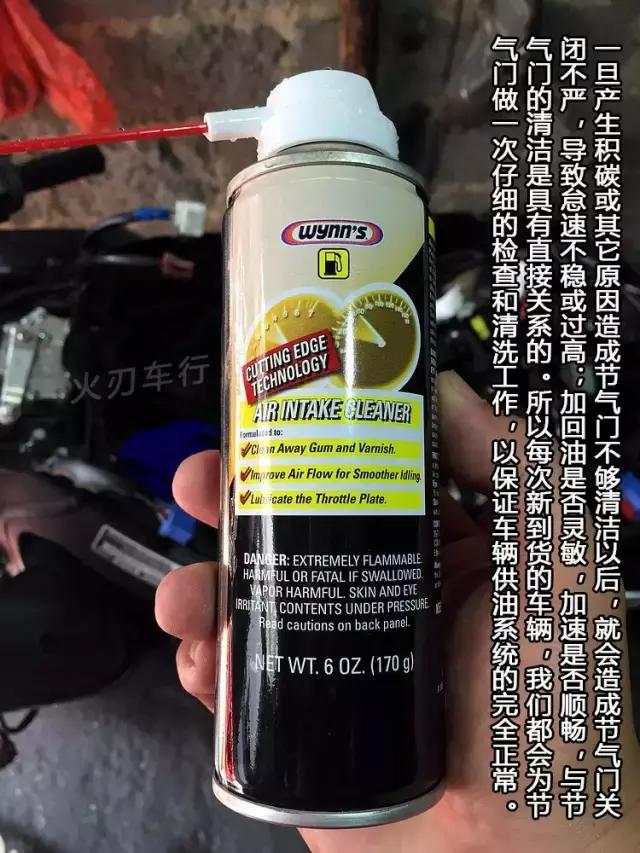 一旦产生积碳或其它原因造成节气门不够清洁以后，就会造成节气门关
闭不严，导致怠速不稳或过高；加回油是否灵敏，加速是否顺畅，与节
气门的清洁是具有直接关系的。所以每次新到货的车辆，我们都会为节
气门做一次仔细的检查和清洗工作，以保证车辆供油系统的完全正常。
WYNN'S
CUTTING EDGE
TECHNOLOGY
AIR INTAKE CLEANER
Formulated to:
Clean Away Gum and Varnish.
Improve Air Flow for Smoother Idling.
Lubricate the Throttle Plate.
DANGER: EXTREMELY FLAMMABLE.
HARMFUL OR FATAL IF SWALLOWED.
VAPOR HARMFUL. SKIN AND EYE
IRRITANT, CONTENTS UNDER PRESSURE.
Read cautions on back panel.
NET WT. 6 OZ. (170 g)
火刃车行